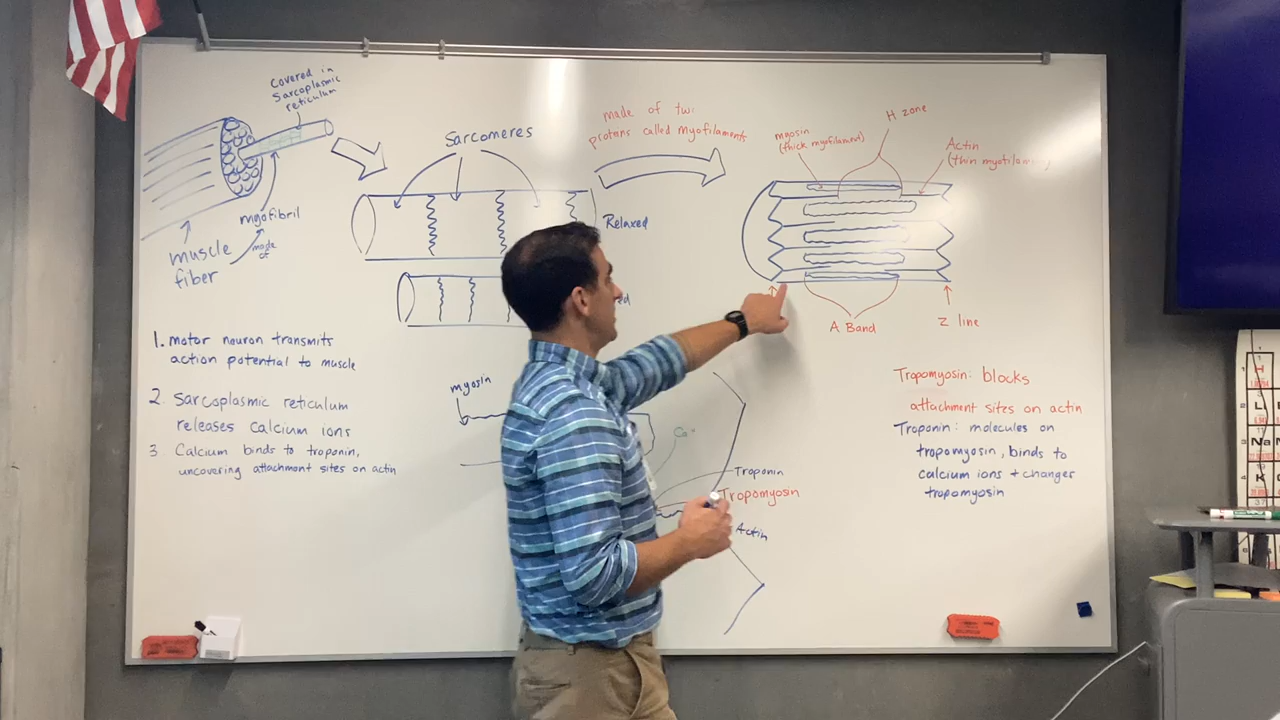 covered in
sarcoplasmic
reticulum
myofibril
made
of
muscle
fiber
Sarcomeres
Relaxed
made of two
proteins called myofilaments
myosin
(thick myofilament)
H zone
Actin
A Band
Z line
1. Motor neuron transmits
action potential to muscle
2. Sarcoplasmic reticulum
releases calcium ions
3. Calcium binds to troponin,
uncovering attachment sites on actin
myosin
Ca
Troponin
Tropomyosin
Actin
Tropomyosin: blocks
attachment sites on actin
Troponin: molecules on
tropomyosin, binds to
calcium ions + changes
tropomyosin
H
L
Na
K